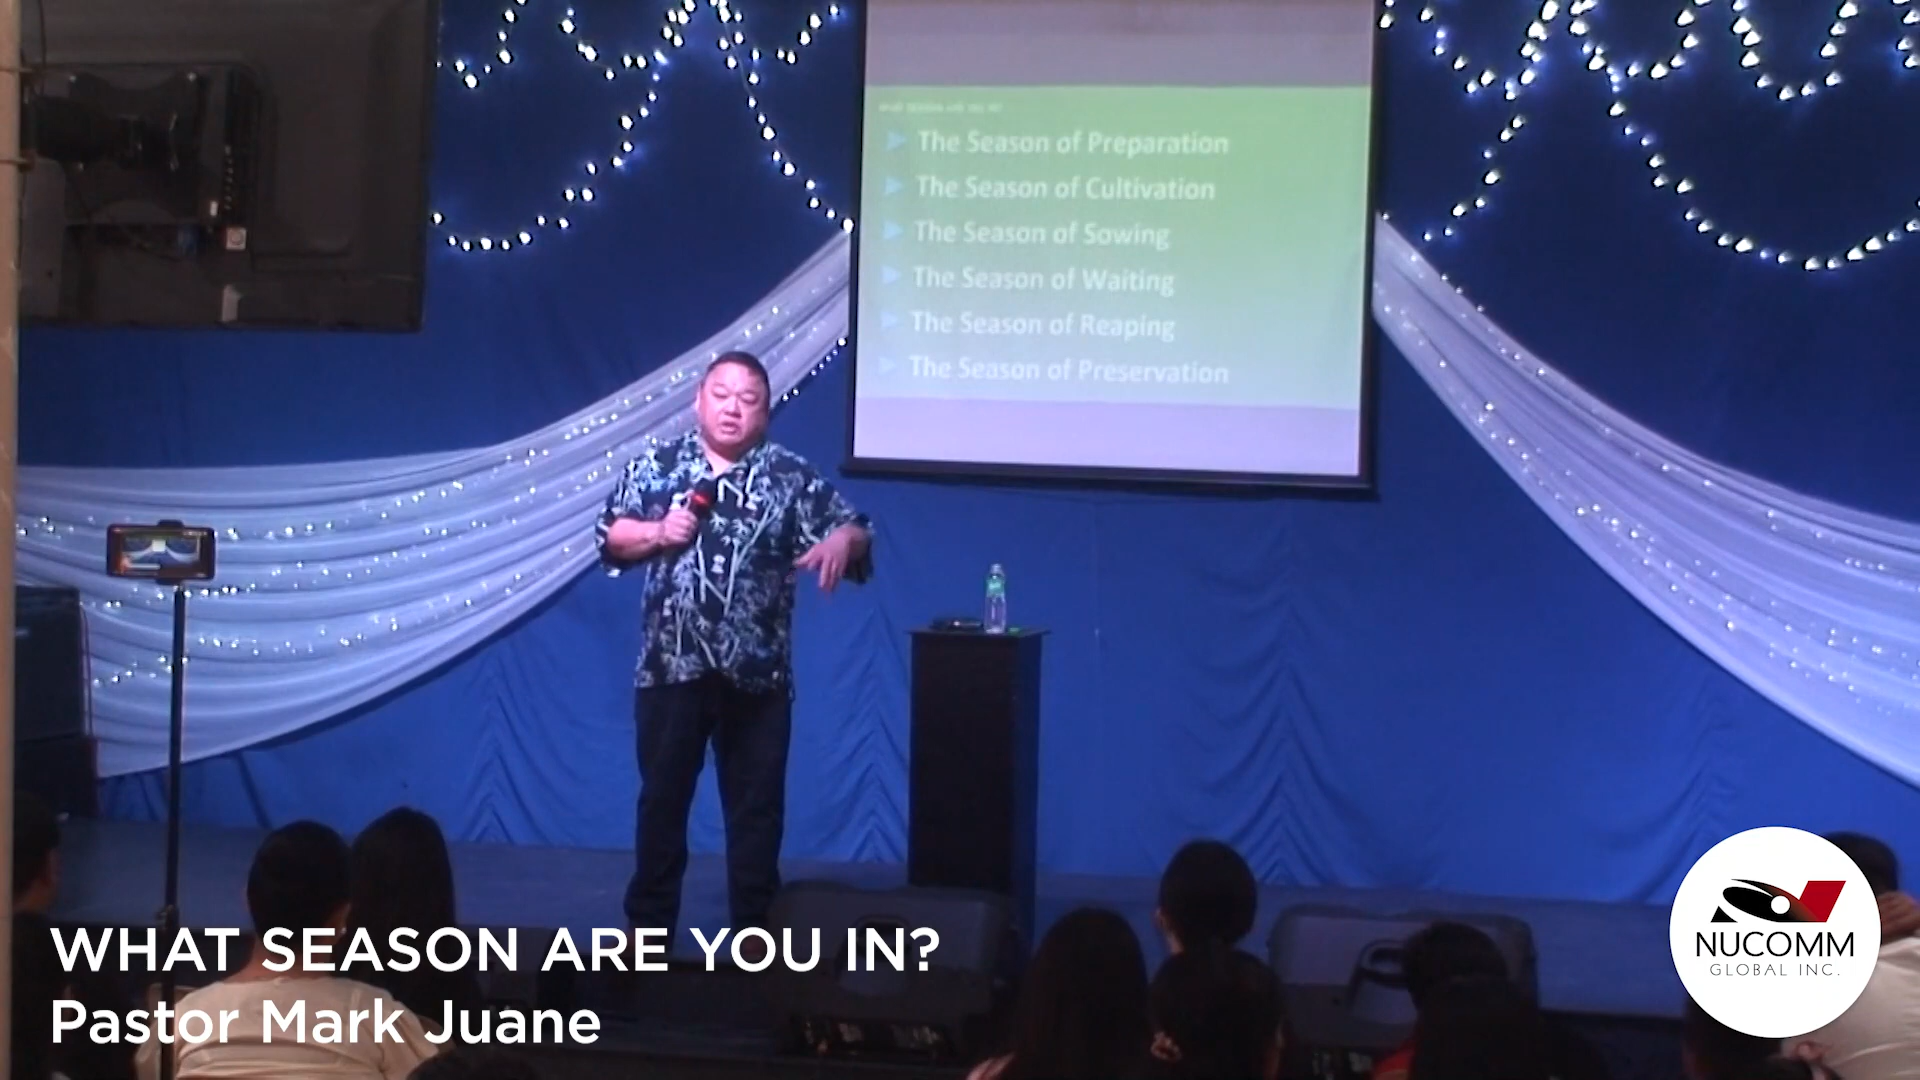 The Season of Preparation
The Season of Cultivation
The Season of Sowing
The Season of Waiting
The Season of Reaping
The Season of Preservation
WHAT SEASON ARE YOU IN?
Pastor Mark Juane
NUCOMM
GLOBAL INC.